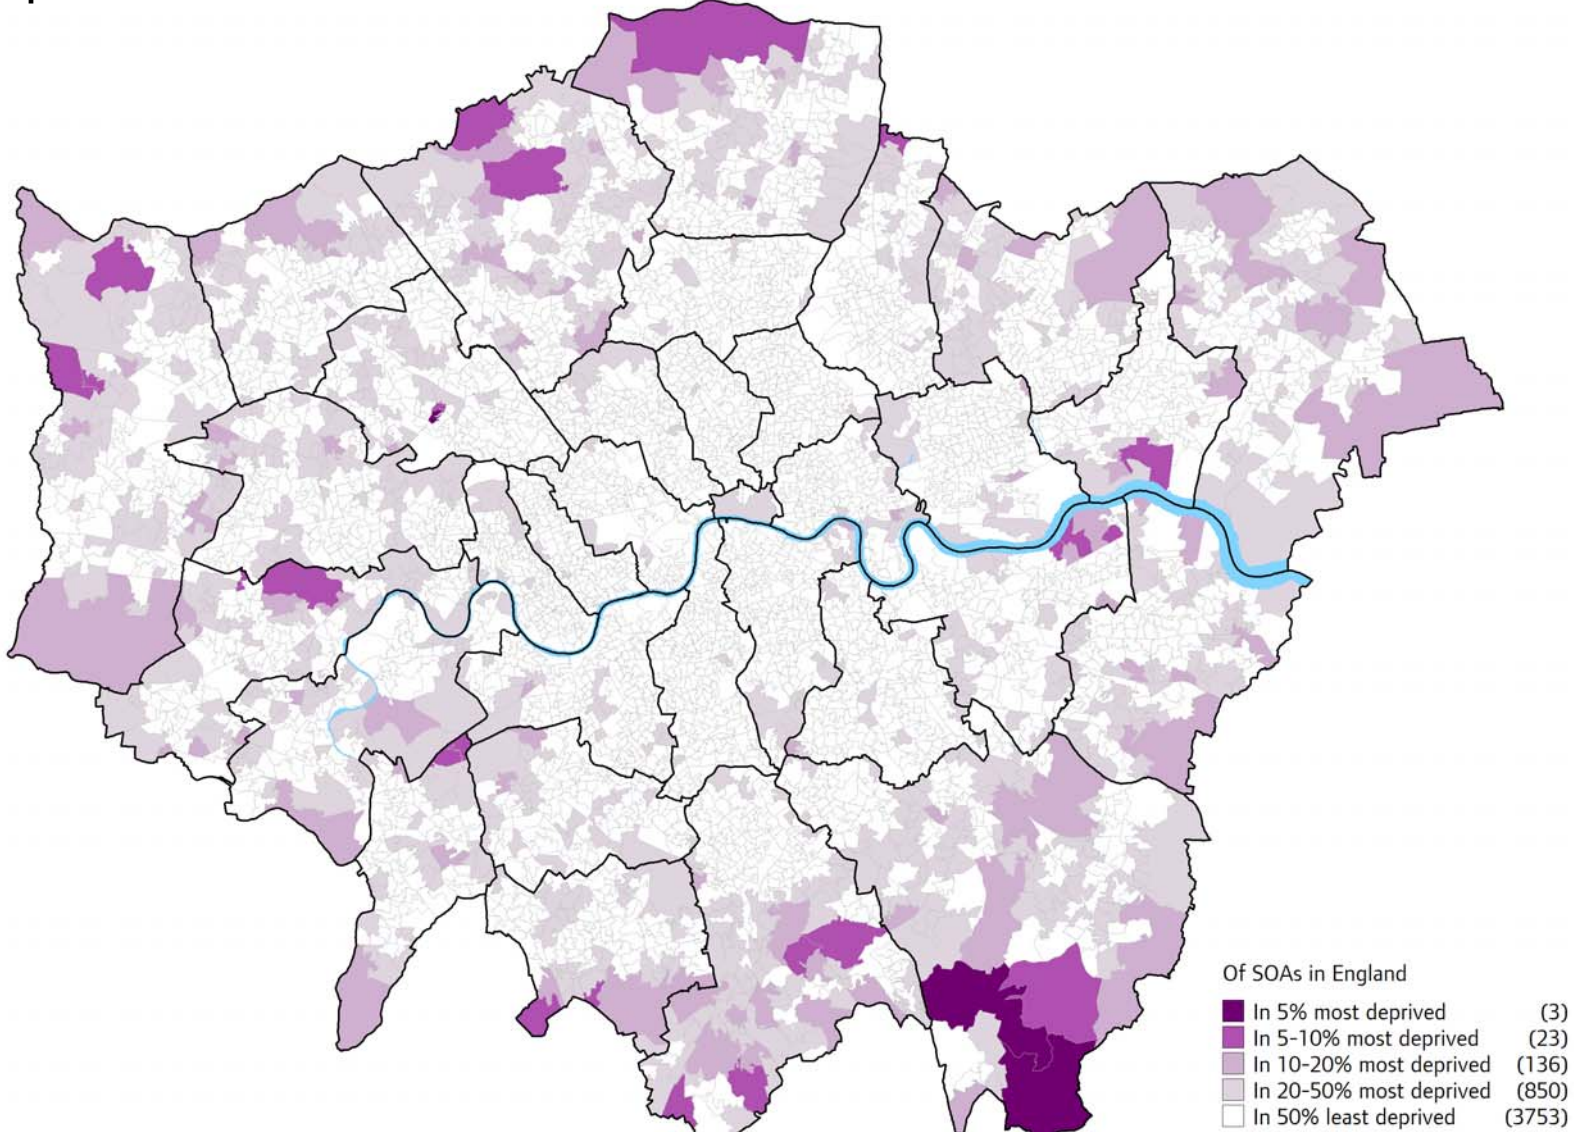 Of SOAs in England
In 5% most deprived (3)
In 5-10% most deprived (23)
In 10-20% most deprived (136)
In 20-50% most deprived (850)
In 50% least deprived (3753)